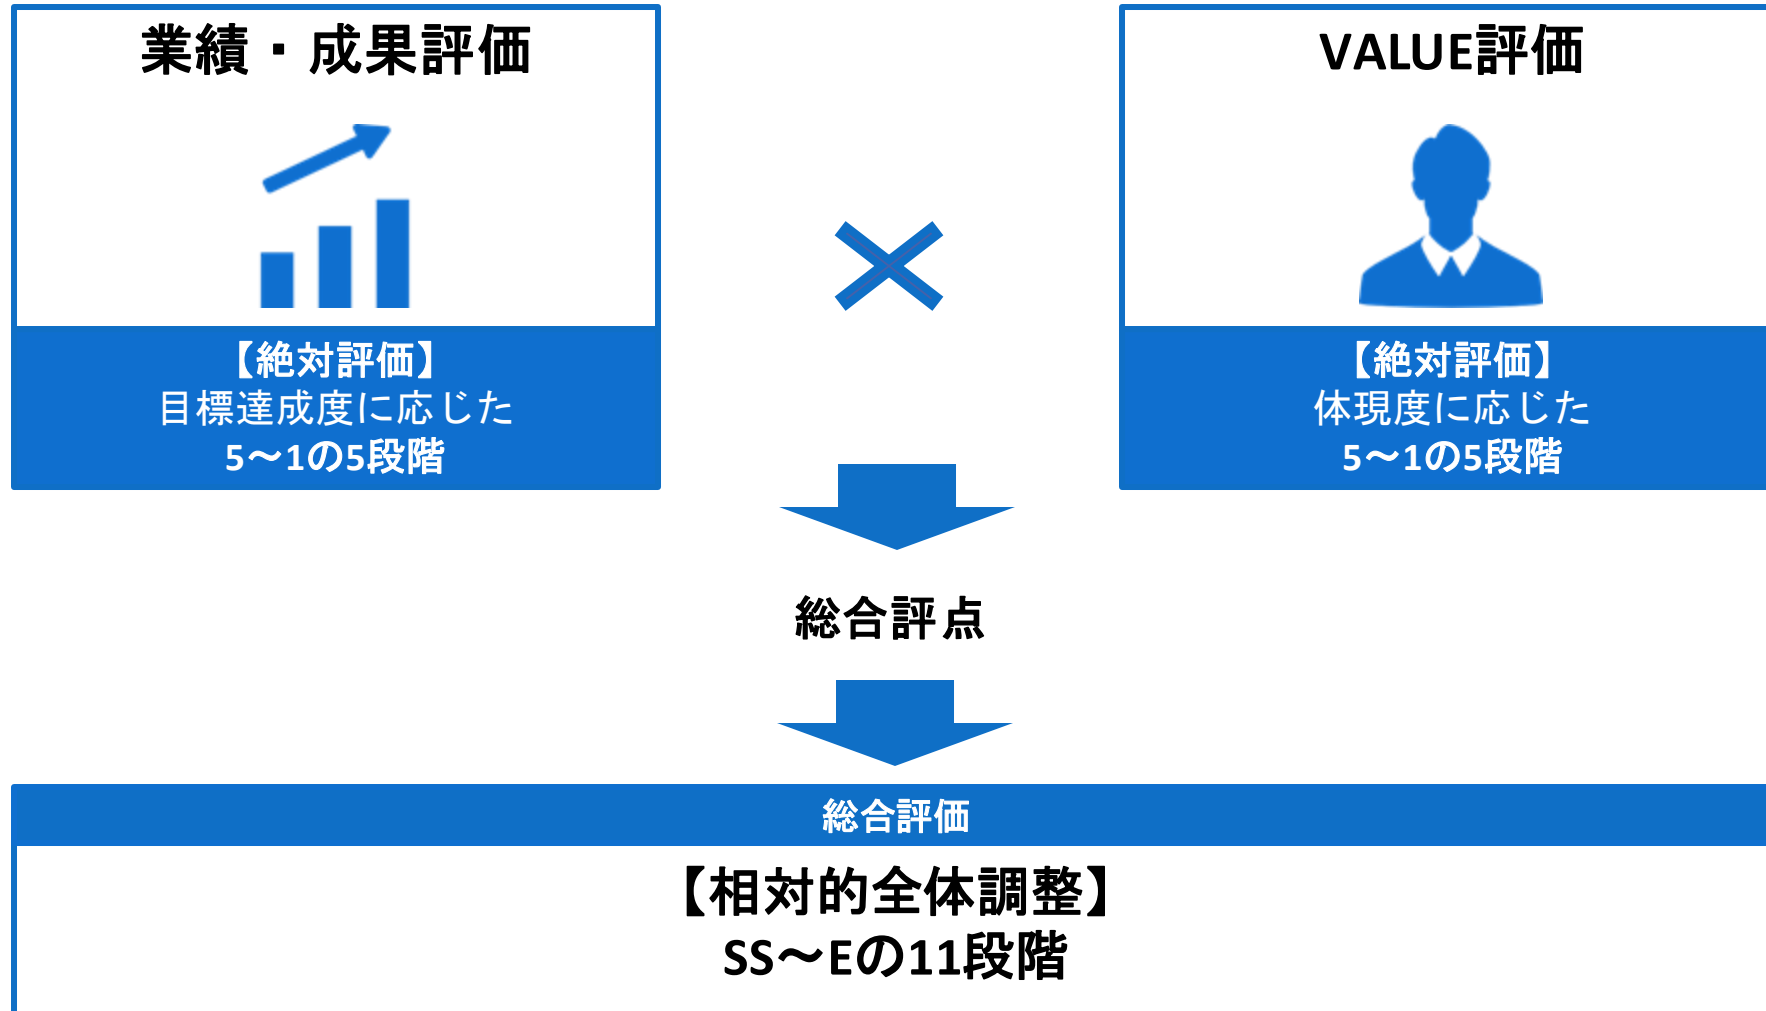 業績・成果評価
【絶対評価】
目標達成度に応じた
5～1の5段階
VALUE評価
【絶対評価】
体現度に応じた
5～1の5段階
総合評点
総合評価
【相対的全体調整】
SS～Eの11段階